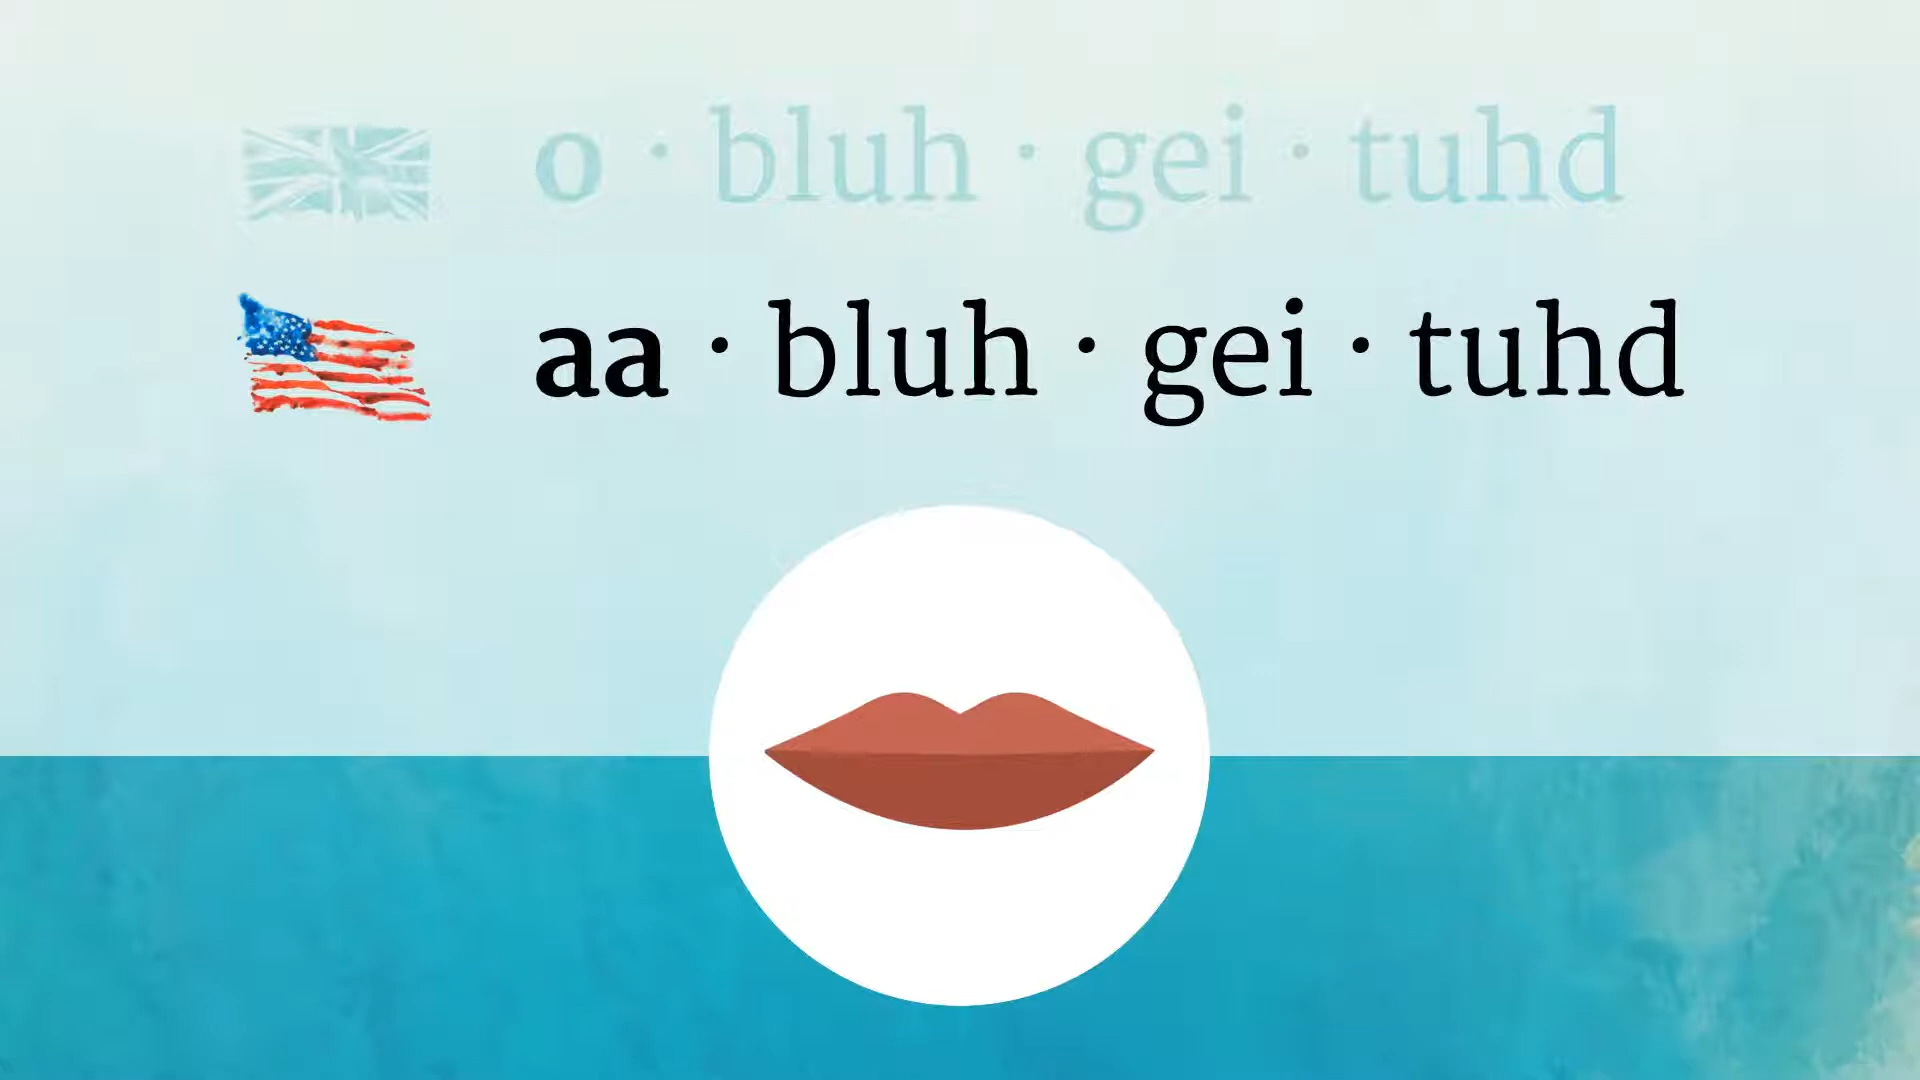 o · bluh · gei · tuhd
aa · bluh · gei · tuhd